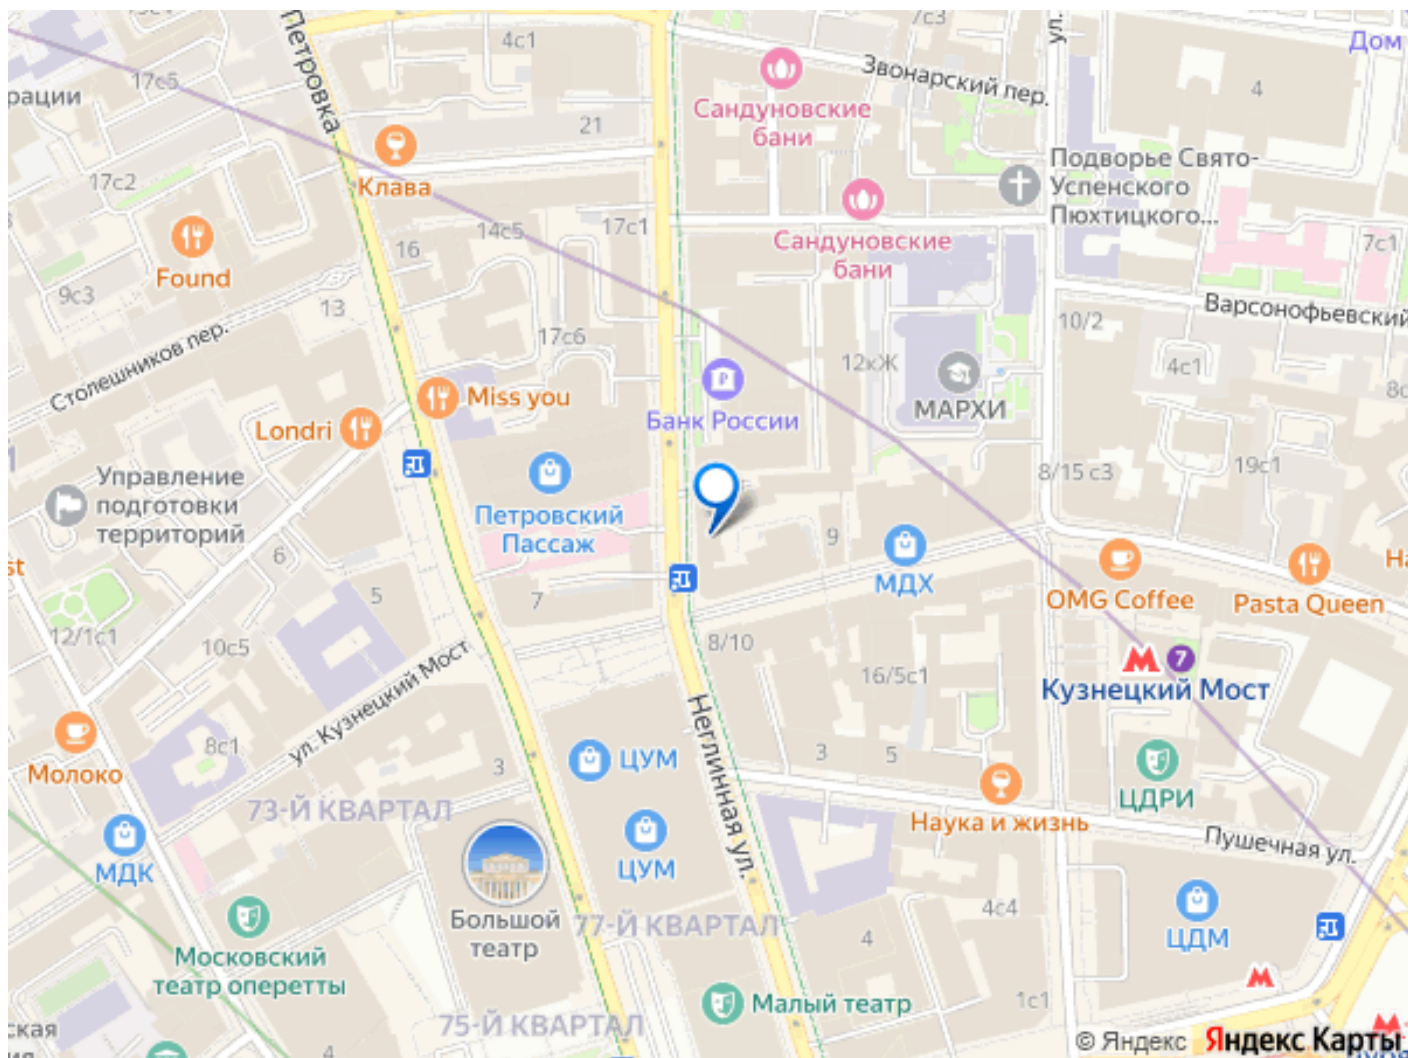 Петровка
4с1
7с3
ул.
Дом
рации
17с5
Сандуновские
бани
Звонарский пер.
4
21
Клава
Подворье Свято-
Успенского
Пюхтицкого...
17с2
Found
16
14с5
17с1
Сандуновские
бани
7с1
9с3
13
Столешников пер.
17с6
10/2
Варсонофьевский
12кЖ
4с1
МАРХИ
Miss you
Londri
Банк России
8/15 с3
19с1
Управление
подготовки
территорий
Петровский
Пассаж
9
МДХ
OMG Coffee
Pasta Queen
st
6
5
7
12/1с1
10с5
8/10
16/5с1
7
Кузнецкий Мост
ул. Кузнецкий Мост
Неглинная ул.
Молоко
8с1
3
ЦУМ
3
5
ЦДРИ
73-Й КВАРТАЛ
ЦУМ
Наука и жизнь
Пушечная ул.
МДК
Большой
театр
77-Й КВАРТАЛ
4с4
4
ЦДМ
Московский
театр оперетты
Малый театр
1с1
75-Й КВАРТАЛ
ская
4
© Яндекс Яндекс Карты